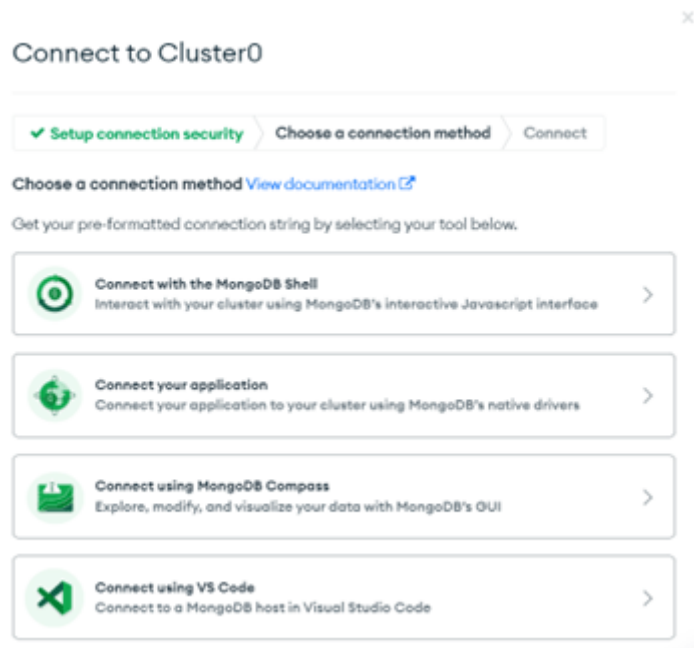 Connect to Cluster0
Setup connection security
Choose a connection method
Connect
Choose a connection method View documentation
Get your pre-formatted connection string by selecting your tool below.
Connect with the MongoDB Shell
Interact with your cluster using MongoDB's interactive Javascript interface
Connect your application
Connect your application to your cluster using MongoDB's native drivers
Connect using MongoDB Compass
Explore, modify, and visualize your data with MongoDB's GUI
Connect using VS Code
Connect to a MongoDB host in Visual Studio Code